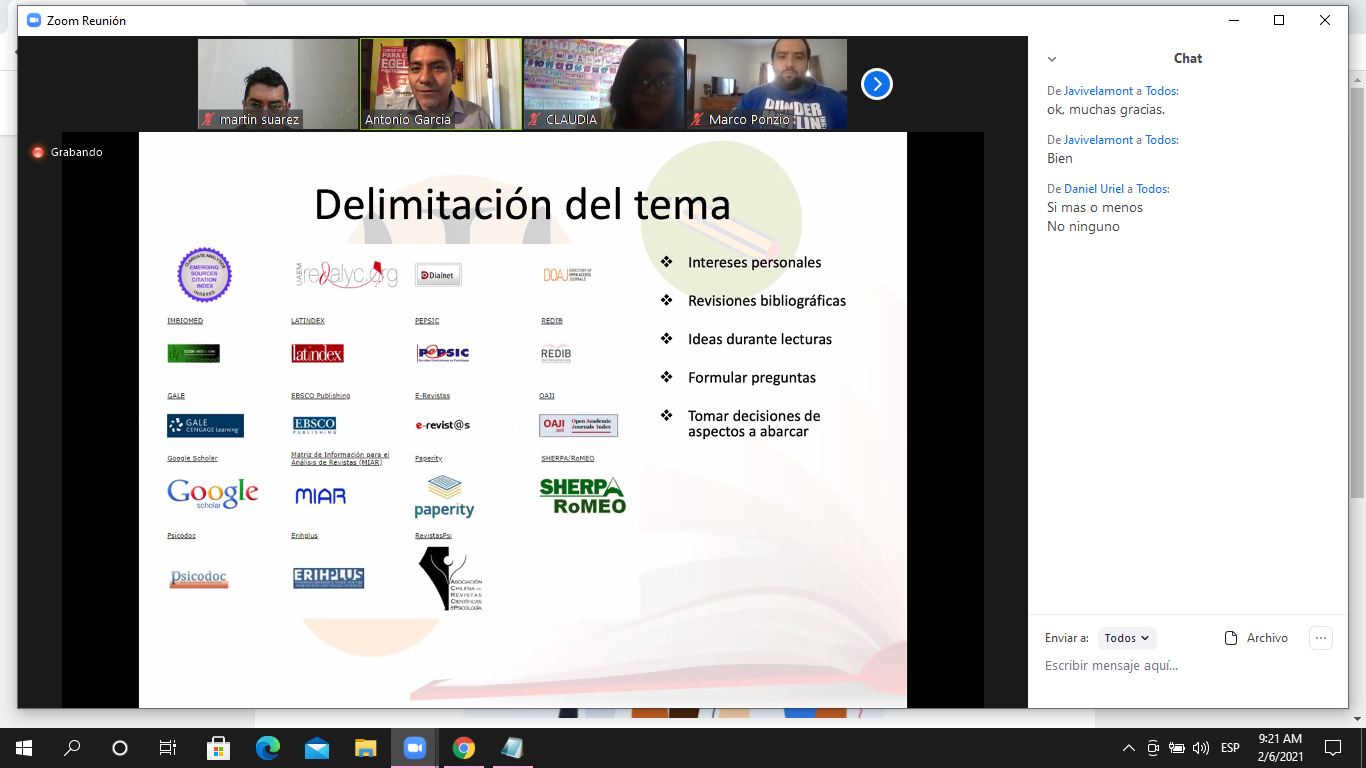 Zoom Reunión
martin suarez
Antonio Garcia
CLAUDIA
Marco Ponzio
Grabando
Delimitación del tema
EMERGING
SOURCES
CITATION
INDEX
INDEXED
UAEM
redalyc.org
Dialnet
DOAJ DIRECTORY OF
OPEN ACCESS
JOURNALS
IMBIOMED
LATINDEX
PEPSIC
REDIB
latindex
PePSIC
REDIB
GALE
EBSCO Publishing
E-Revistas
OAJI
GALE
CENGAGE Learning
EBSCO
PUBLISHING
e-revist@s
OAJI
.net
Open Academic
Journals Index
Google Scholar
Matriz de Información para el
Análisis de Revistas (MIAR)
Paperity
SHERPA/RoMEO
Google
scholar
MIAR
paperity
SHERPA
RoMEO
Psicodoc
Erihplus
RevistasPsi
Psicodoc
ERIHPLUS
ASOCIACIÓN
CHILENA DE
REVISTAS
CIENTÍFICAS
PSICOLOGÍA
❖ Intereses personales
❖ Revisiones bibliográficas
❖ Ideas durante lecturas
❖ Formular preguntas
❖ Tomar decisiones de
aspectos a abarcar
Chat
De Javivelamont a Todos:
ok, muchas gracias.
De Javivelamont a Todos:
Bien
De Daniel Uriel a Todos:
Si mas o menos
No ninguno
Enviar a: Todos Archivo
Escribir mensaje aquí...
ESP
9:21 AM
2/6/2021